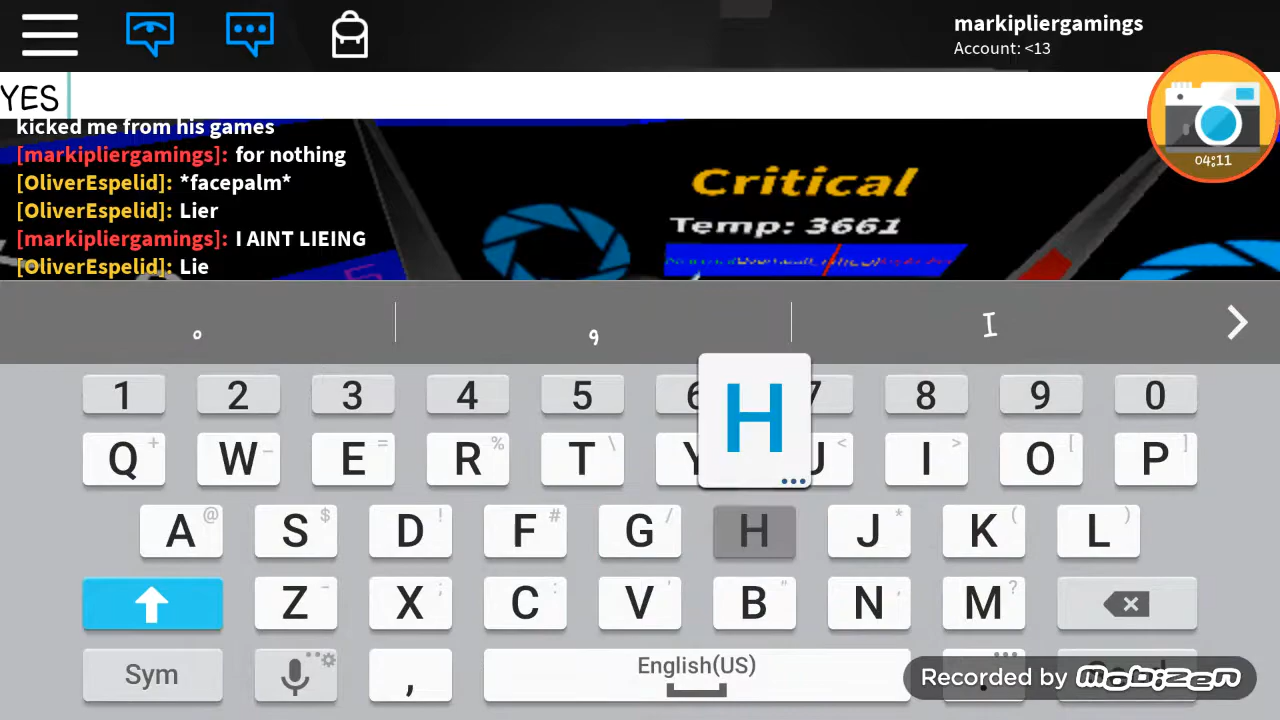 markipliergamings
Account: <13
YES
kicked me from his games
[markipliergamings]: for nothing
[OliverEspelid]: *facepalm*
[OliverEspelid]: Lier
[markipliergamings]: I AINT LIEING
[OliverEspelid]: Lie
Critical
Temp: 3661
04:11
I
1 2 3 4 5 6 7 8 9 0
Q + W _ E = R % T \ Y U < I > O [ P ]
H
A @ S $ D ! F # G / H J * K ( L )
Z - X ; C : V ' B " N , M ?
Sym , English(US) .
Recorded by mobizen